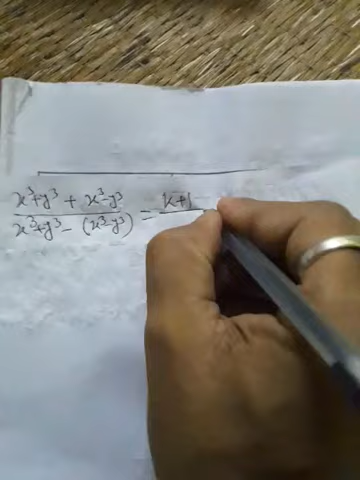 x³+y³ + x³-y³ / x³+y³ - (x³-y³) = k+1